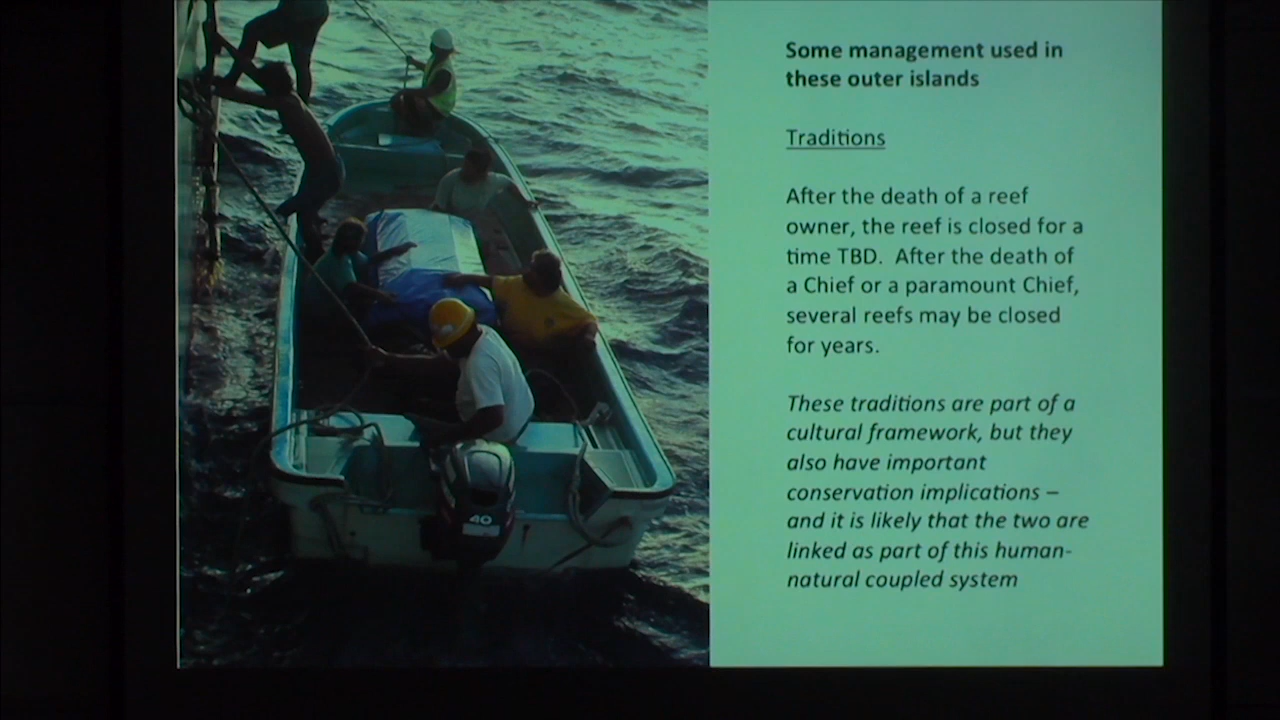 Some management used in
these outer islands
Traditions
After the death of a reef
owner, the reef is closed for a
time TBD.  After the death of
a Chief or a paramount Chief,
several reefs may be closed
for years.
These traditions are part of a
cultural framework, but they
also have important
conservation implications –
and it is likely that the two are
linked as part of this human-
natural coupled system
40